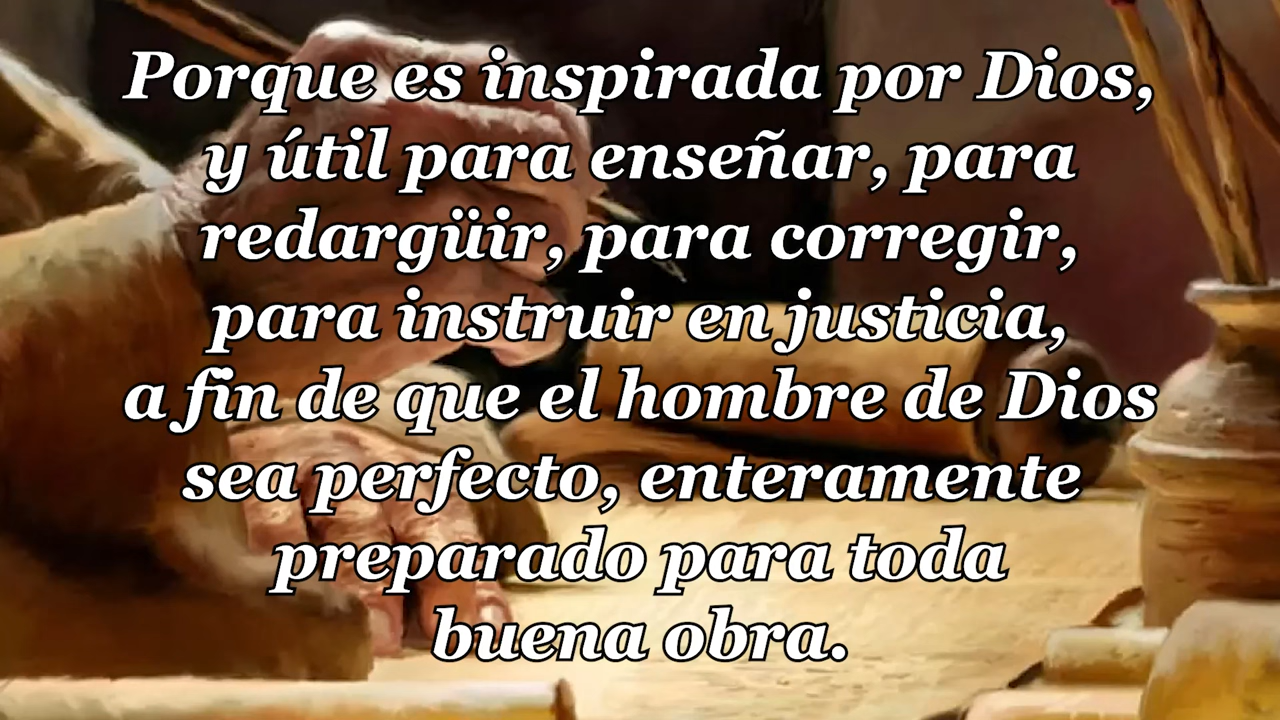 Porque es inspirada por Dios,
y útil para enseñar, para
redargüir, para corregir,
para instruir en justicia,
a fin de que el hombre de Dios
sea perfecto, enteramente
preparado para toda
buena obra.